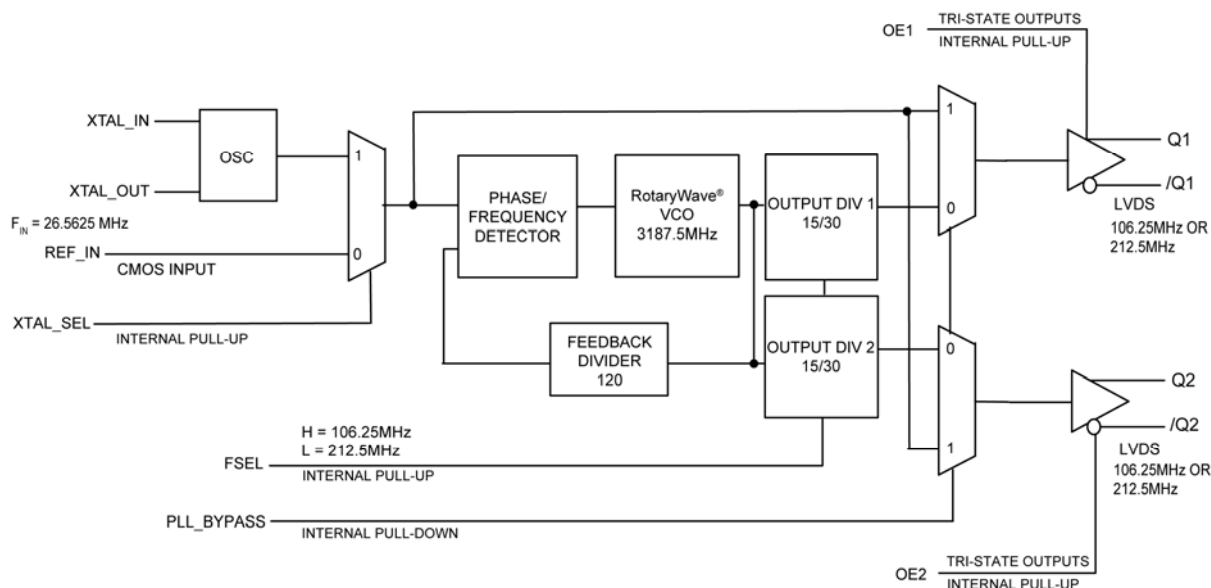 OE1
TRI-STATE OUTPUTS
INTERNAL PULL-UP
XTAL_IN
OSC
XTAL_OUT
1
0
F_IN = 26.5625 MHz
REF_IN
CMOS INPUT
XTAL_SEL
INTERNAL PULL-UP
PHASE/
FREQUENCY
DETECTOR
RotaryWave®
VCO
3187.5MHz
OUTPUT DIV 1
15/30
FEEDBACK
DIVIDER
120
OUTPUT DIV 2
15/30
1
0
Q1
/Q1
LVDS
106.25MHz OR
212.5MHz
0
1
Q2
/Q2
LVDS
106.25MHz OR
212.5MHz
H = 106.25MHz
L = 212.5MHz
FSEL
INTERNAL PULL-UP
PLL_BYPASS
INTERNAL PULL-DOWN
OE2
TRI-STATE OUTPUTS
INTERNAL PULL-UP